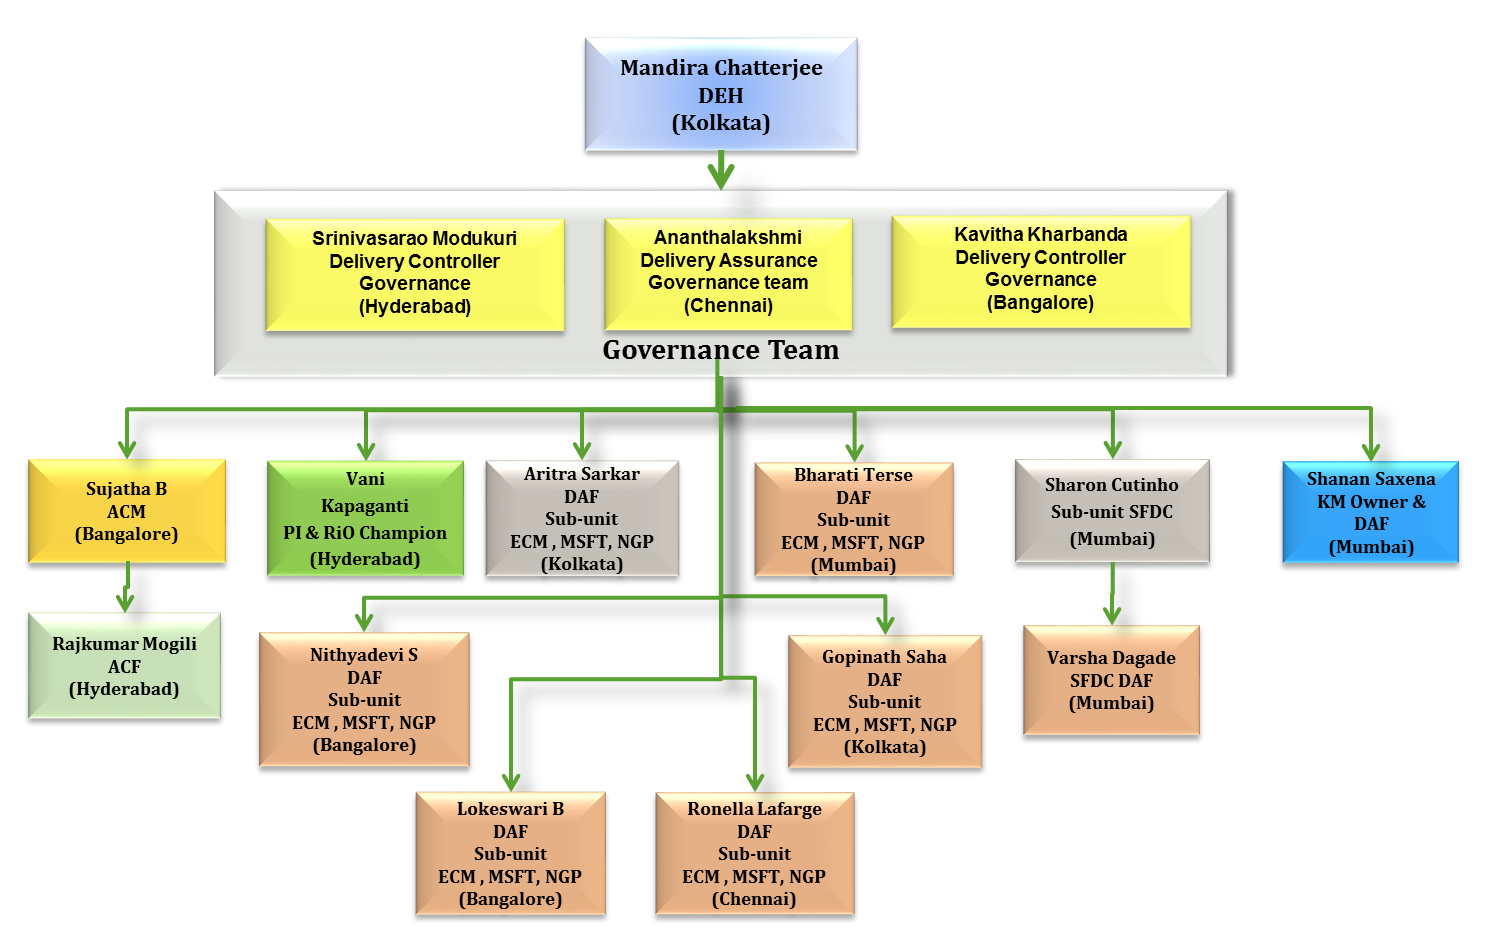 Mandira Chatterjee
DEH
(Kolkata)
Srinivasarao Modukuri
Delivery Controller
Governance
(Hyderabad)
Ananthalakshmi
Delivery Assurance
Governance team
(Chennai)
Kavitha Kharbanda
Delivery Controller
Governance
(Bangalore)
Governance Team
Sujatha B
ACM
(Bangalore)
Vani
Kapaganti
PI & RiO Champion
(Hyderabad)
Aritra Sarkar
DAF
Sub-unit
ECM , MSFT, NGP
(Kolkata)
Bharati Terse
DAF
Sub-unit
ECM , MSFT, NGP
(Mumbai)
Sharon Cutinho
Sub-unit SFDC
(Mumbai)
Shanan Saxena
KM Owner &
DAF
(Mumbai)
Rajkumar Mogili
ACF
(Hyderabad)
Nithyadevi S
DAF
Sub-unit
ECM , MSFT, NGP
(Bangalore)
Gopinath Saha
DAF
Sub-unit
ECM , MSFT, NGP
(Kolkata)
Varsha Dagade
SFDC DAF
(Mumbai)
Lokeswari B
DAF
Sub-unit
ECM , MSFT, NGP
(Bangalore)
Ronella Lafarge
DAF
Sub-unit
ECM , MSFT, NGP
(Chennai)